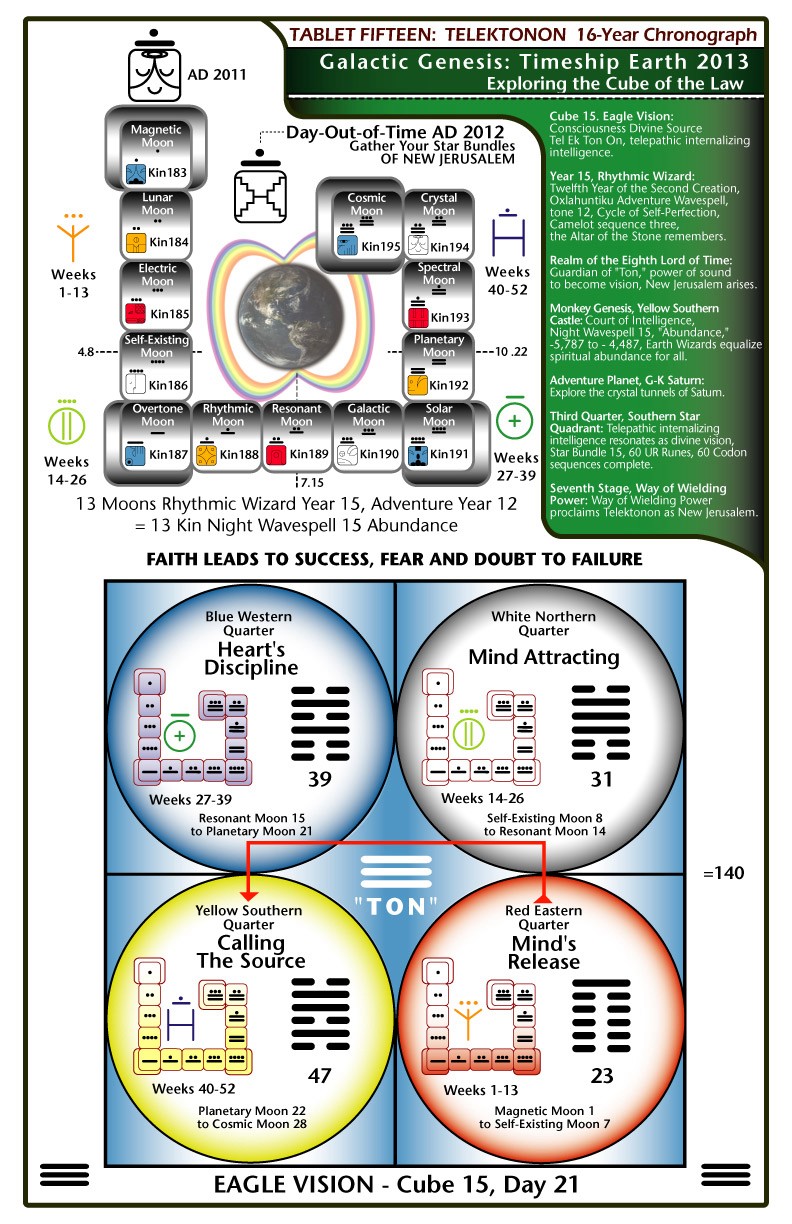 TABLET FIFTEEN: TELEKTONON 16-Year Chronograph
Galactic Genesis: Timeship Earth 2013
Exploring the Cube of the Law
AD 2011
Day-Out-of-Time AD 2012
Gather Your Star Bundles
OF NEW JERUSALEM
Magnetic
Moon
Kin183
Lunar
Moon
Kin184
Electric
Moon
Kin185
Self-Existing
Moon
Kin186
Overtone
Moon
Kin187
Rhythmic
Moon
Kin188
Resonant
Moon
Kin189
Galactic
Moon
Kin190
Solar
Moon
Kin191
Planetary
Moon
Kin192
Spectral
Moon
Kin193
Crystal
Moon
Kin194
Cosmic
Moon
Kin195
Weeks
1-13
Weeks
40-52
4.8
10.22
Weeks
14-26
Weeks
27-39
7.15
13 Moons Rhythmic Wizard Year 15, Adventure Year 12
= 13 Kin Night Wavespell 15 Abundance
Cube 15. Eagle Vision:
Consciousness Divine Source
Tel Ek Ton On, telepathic internalizing
intelligence.
Year 15, Rhythmic Wizard:
Twelfth Year of the Second Creation,
Oxlahuntiku Adventure Wavespell,
tone 12, Cycle of Self-Perfection,
Camelot sequence three,
the Altar of the Stone remembers.
Realm of the Eighth Lord of Time:
Guardian of "Ton," power of sound
to become vision, New Jerusalem arises.
Monkey Genesis, Yellow Southern
Castle: Court of Intelligence,
Night Wavespell 15, "Abundance,"
-5,787 to - 4,487, Earth Wizards equalize
spiritual abundance for all.
Adventure Planet, G-K Saturn:
Explore the crystal tunnels of Saturn.
Third Quarter, Southern Star
Quadrant: Telepathic internalizing
intelligence resonates as divine vision,
Star Bundle 15, 60 UR Runes, 60 Codon
sequences complete.
Seventh Stage, Way of Wielding
Power: Way of Wielding Power
proclaims Telektonon as New Jerusalem.
FAITH LEADS TO SUCCESS, FEAR AND DOUBT TO FAILURE
Blue Western
Quarter
Heart's
Discipline
39
Weeks 27-39
Resonant Moon 15
to Planetary Moon 21
White Northern
Quarter
Mind Attracting
31
Weeks 14-26
Self-Existing Moon 8
to Resonant Moon 14
"TON"
=140
Yellow Southern
Quarter
Calling
The Source
47
Weeks 40-52
Planetary Moon 22
to Cosmic Moon 28
Red Eastern
Quarter
Mind's
Release
23
Weeks 1-13
Magnetic Moon 1
to Self-Existing Moon 7
EAGLE VISION - Cube 15, Day 21